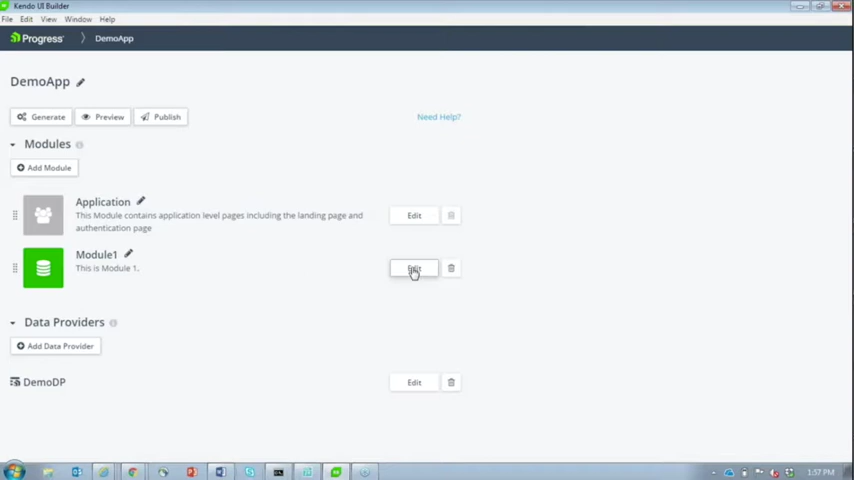 Kendo UI Builder
File Edit View Window Help
Progress DemoApp
DemoApp
Generate Preview Publish Need Help?
Modules
Add Module
Application
This Module contains application level pages including the landing page and Edit
authentication page
Module1
This is Module 1. Edit
Data Providers
Add Data Provider
DemoDP Edit
1:57 PM